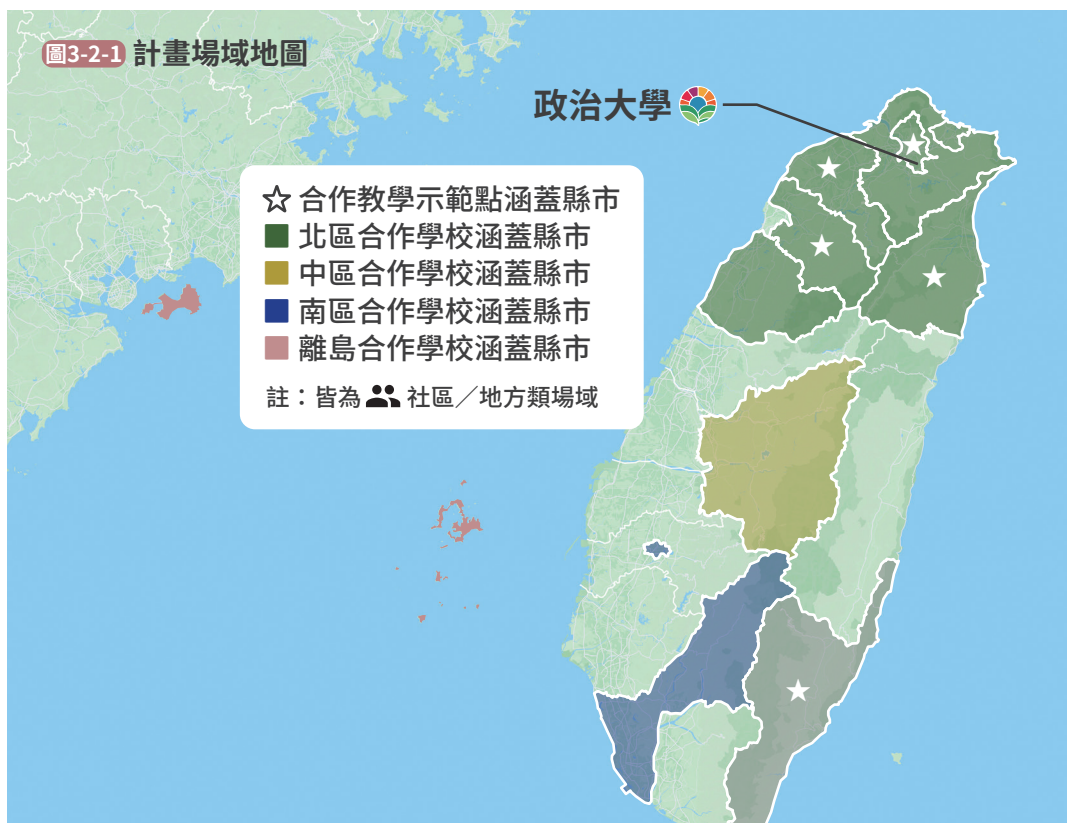 圖3-2-1 計畫場域地圖
政治大學
合作教學示範點涵蓋縣市
北區合作學校涵蓋縣市
中區合作學校涵蓋縣市
南區合作學校涵蓋縣市
離島合作學校涵蓋縣市
註：皆為 社區／地方類場域